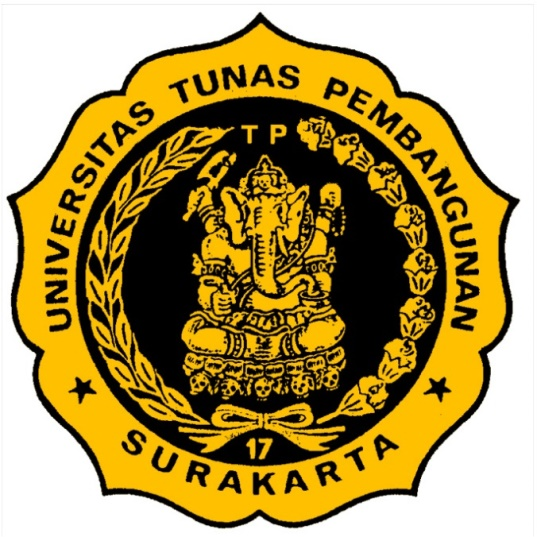 UNIVERSITAS TUNAS PEMBANGUNAN
TP
17
SURAKARTA